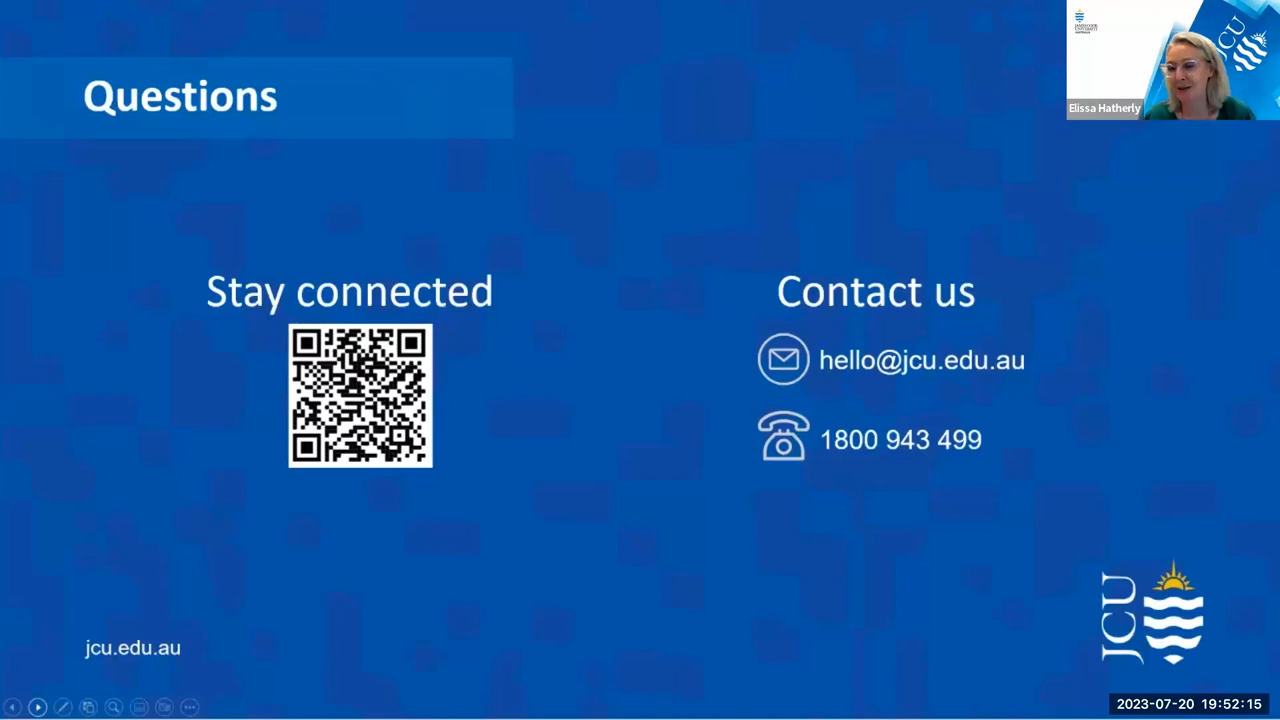 Questions
Elissa Hatherly
Stay connected
Contact us
hello@jcu.edu.au
1800 943 499
jcu.edu.au
JCU
JCU
2023-07-20 19:52:15